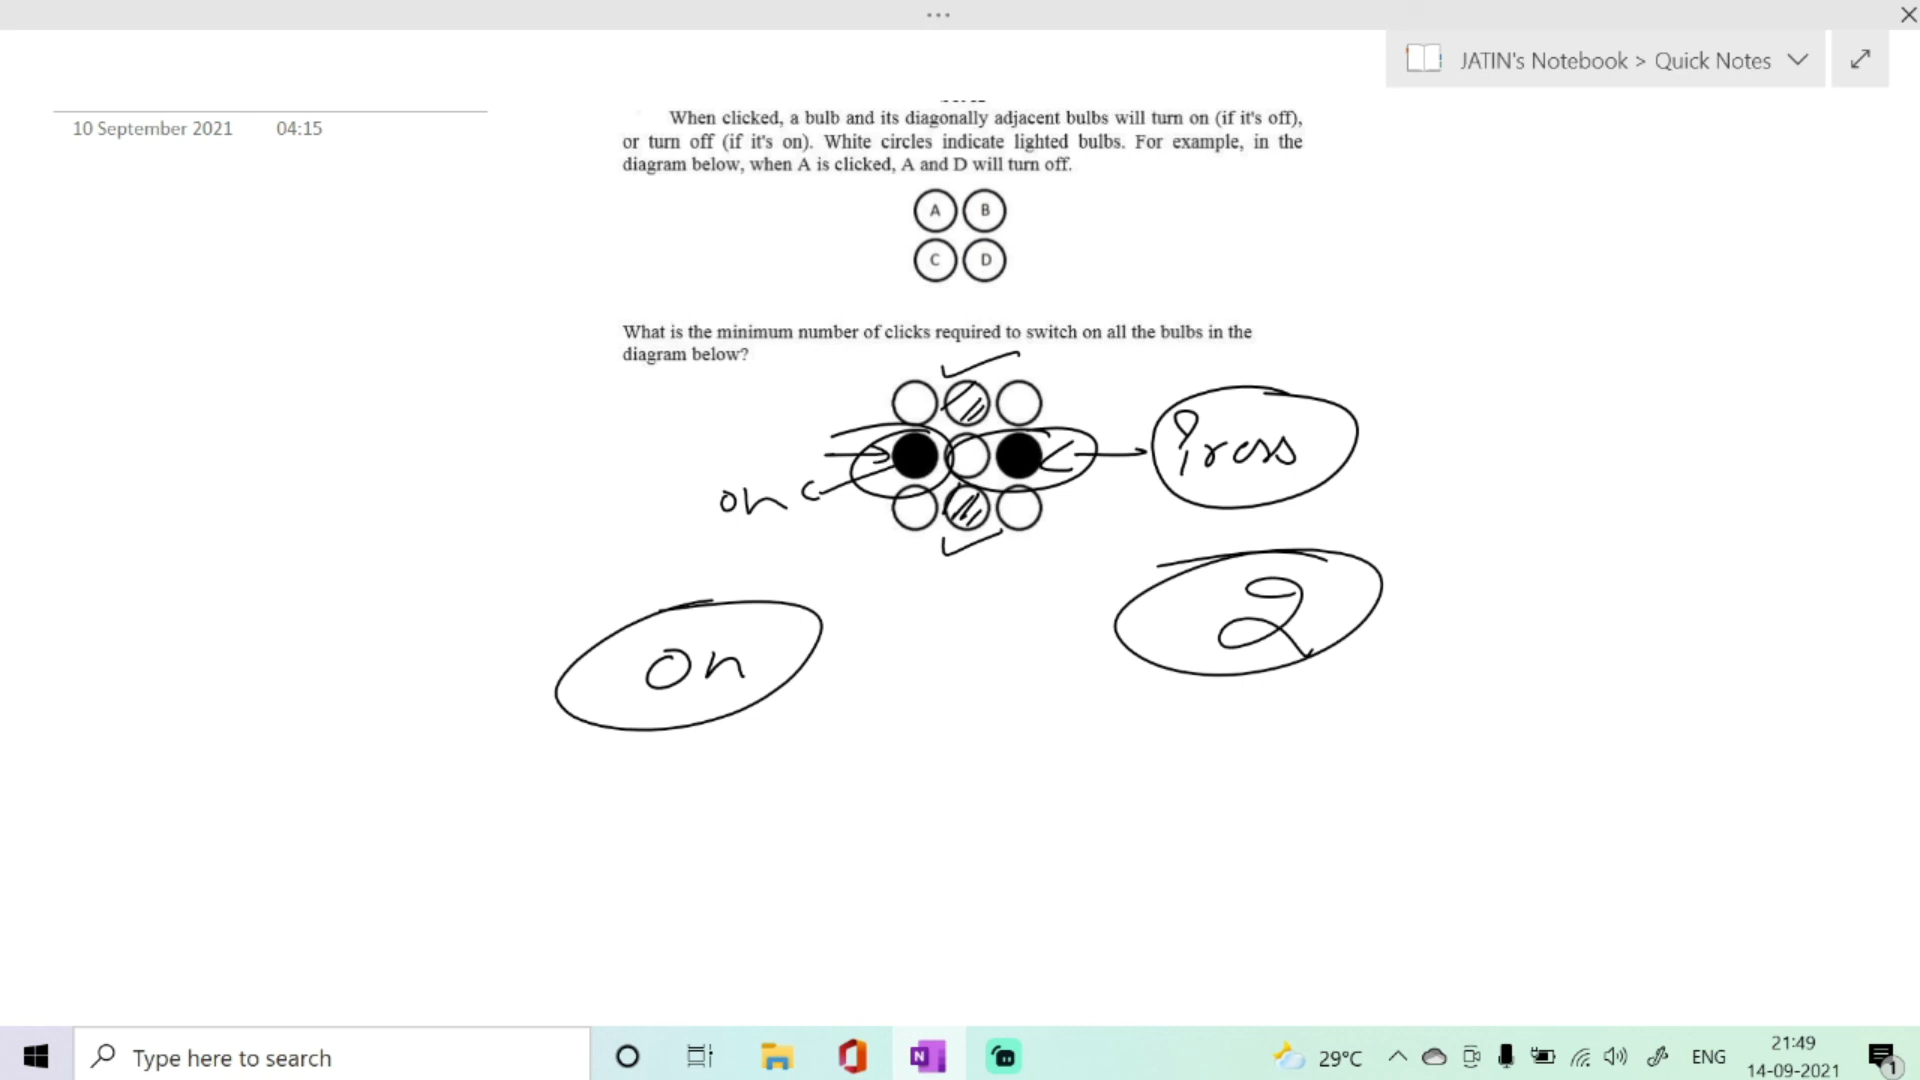 ...
JATIN's Notebook > Quick Notes
10 September 2021 04:15
When clicked, a bulb and its diagonally adjacent bulbs will turn on (if it's off),
or turn off (if it's on). White circles indicate lighted bulbs. For example, in the
diagram below, when A is clicked, A and D will turn off.
A B
C D
What is the minimum number of clicks required to switch on all the bulbs in the
diagram below?
Press
on
2
on
Type here to search
29°C
ENG
21:49
14-09-2021
1